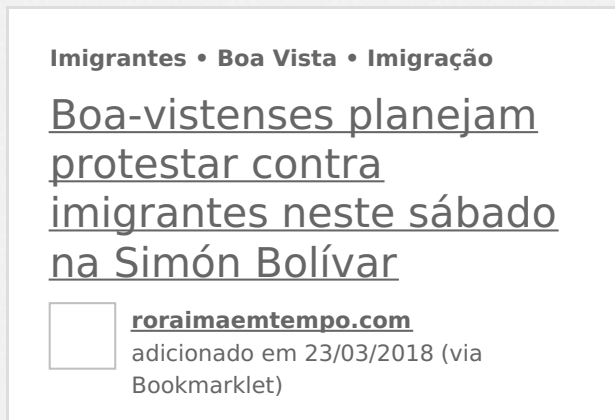 Imigrantes • Boa Vista • Imigração
Boa-vistenses planejam
protestar contra
imigrantes neste sábado
na Simón Bolívar
roraimaemtempo.com
adicionado em 23/03/2018 (via
Bookmarklet)